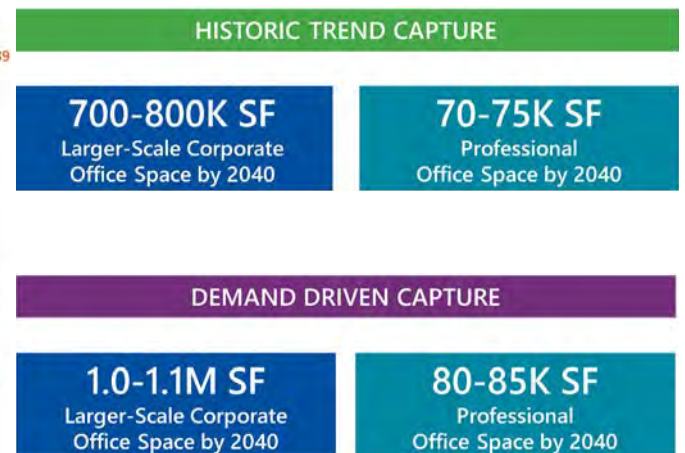 HISTORIC TREND CAPTURE
39
700-800K SF
Larger-Scale Corporate
Office Space by 2040
70-75K SF
Professional
Office Space by 2040
DEMAND DRIVEN CAPTURE
1.0-1.1M SF
Larger-Scale Corporate
Office Space by 2040
80-85K SF
Professional
Office Space by 2040